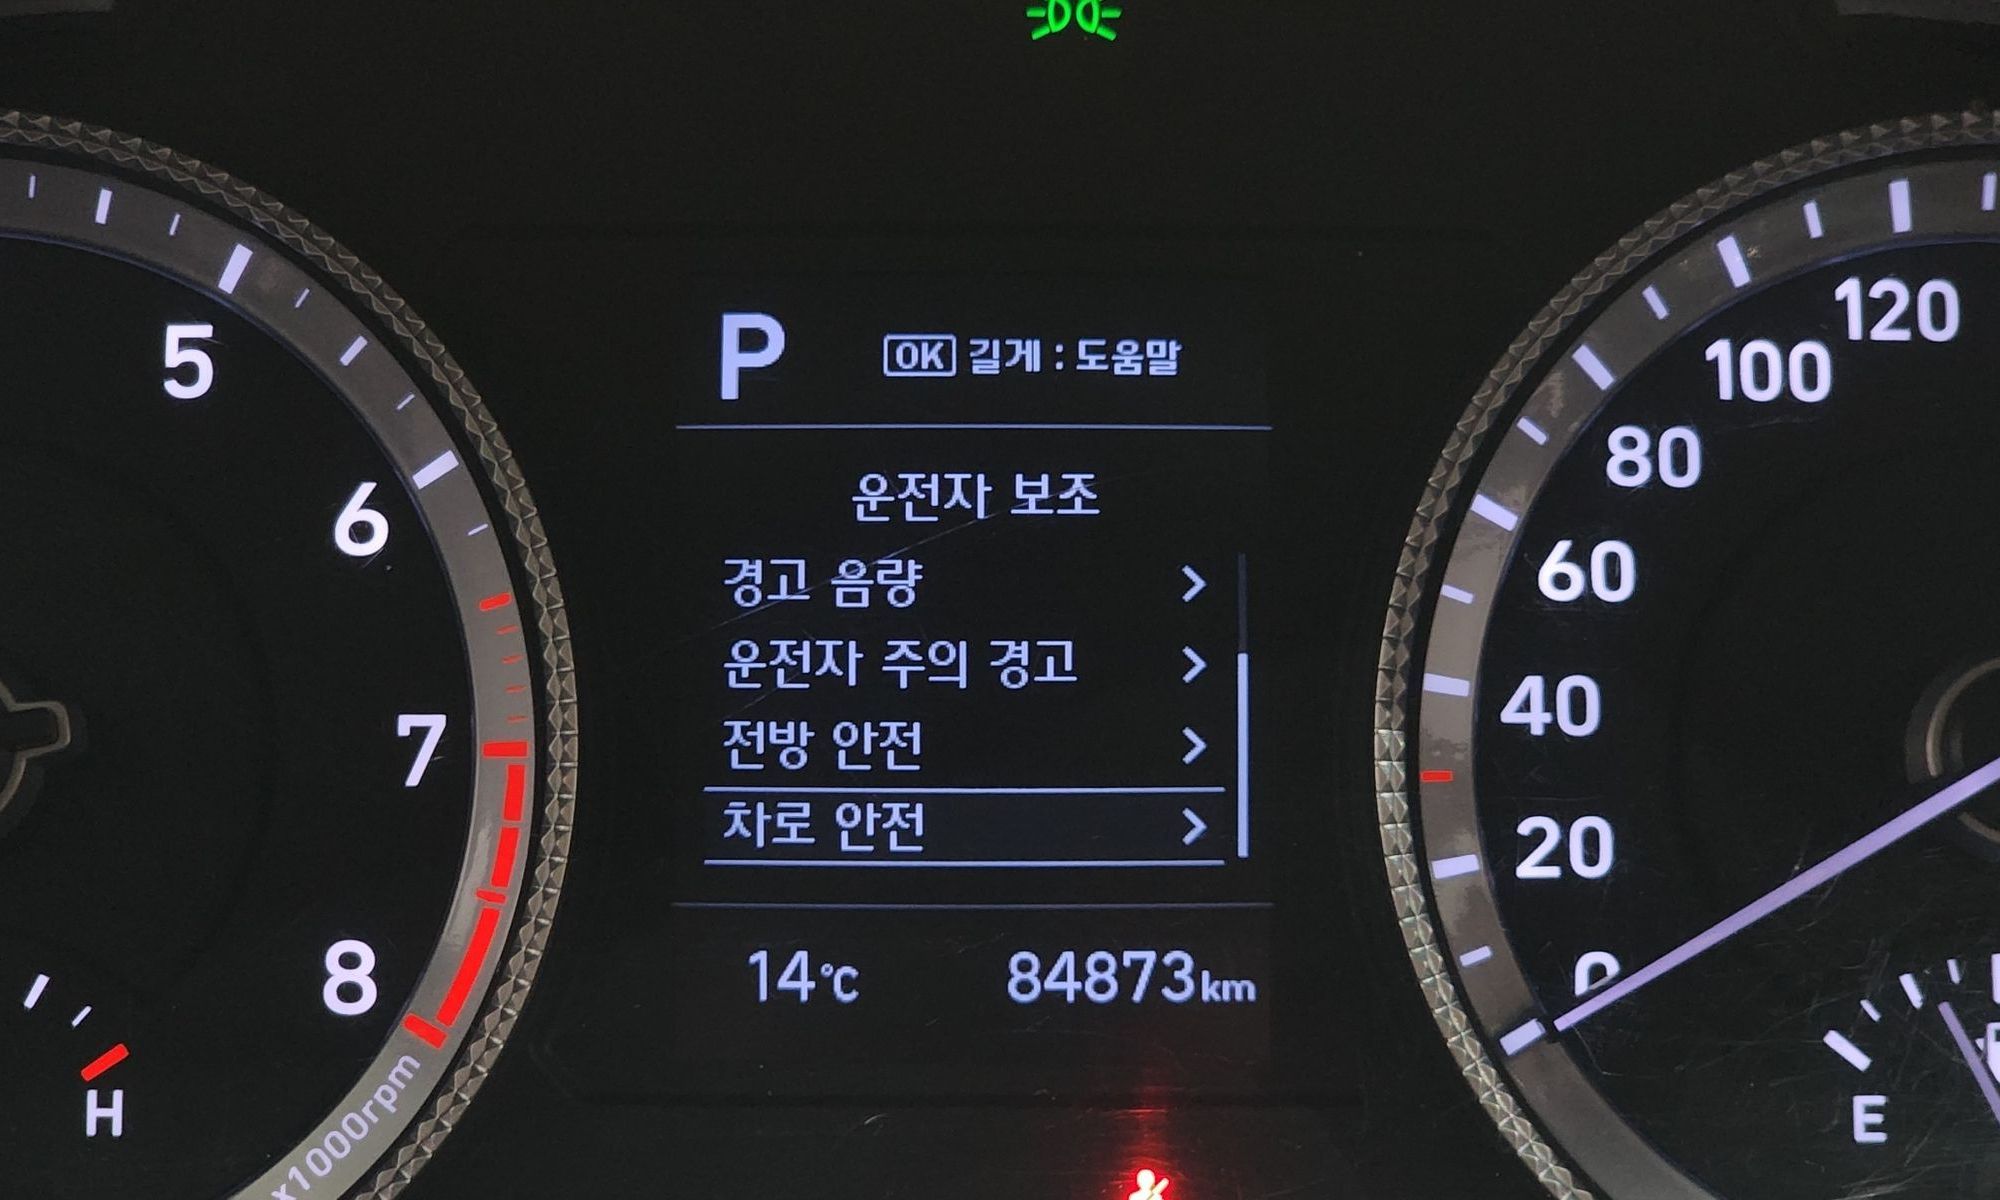 P
OK 길게 : 도움말
운전자 보조
경고 음량 >
운전자 주의 경고 >
전방 안전 >
차로 안전 >
14℃ 84873km
5
6
7
8
x1000rpm
H
120
100
80
60
40
20
0
E